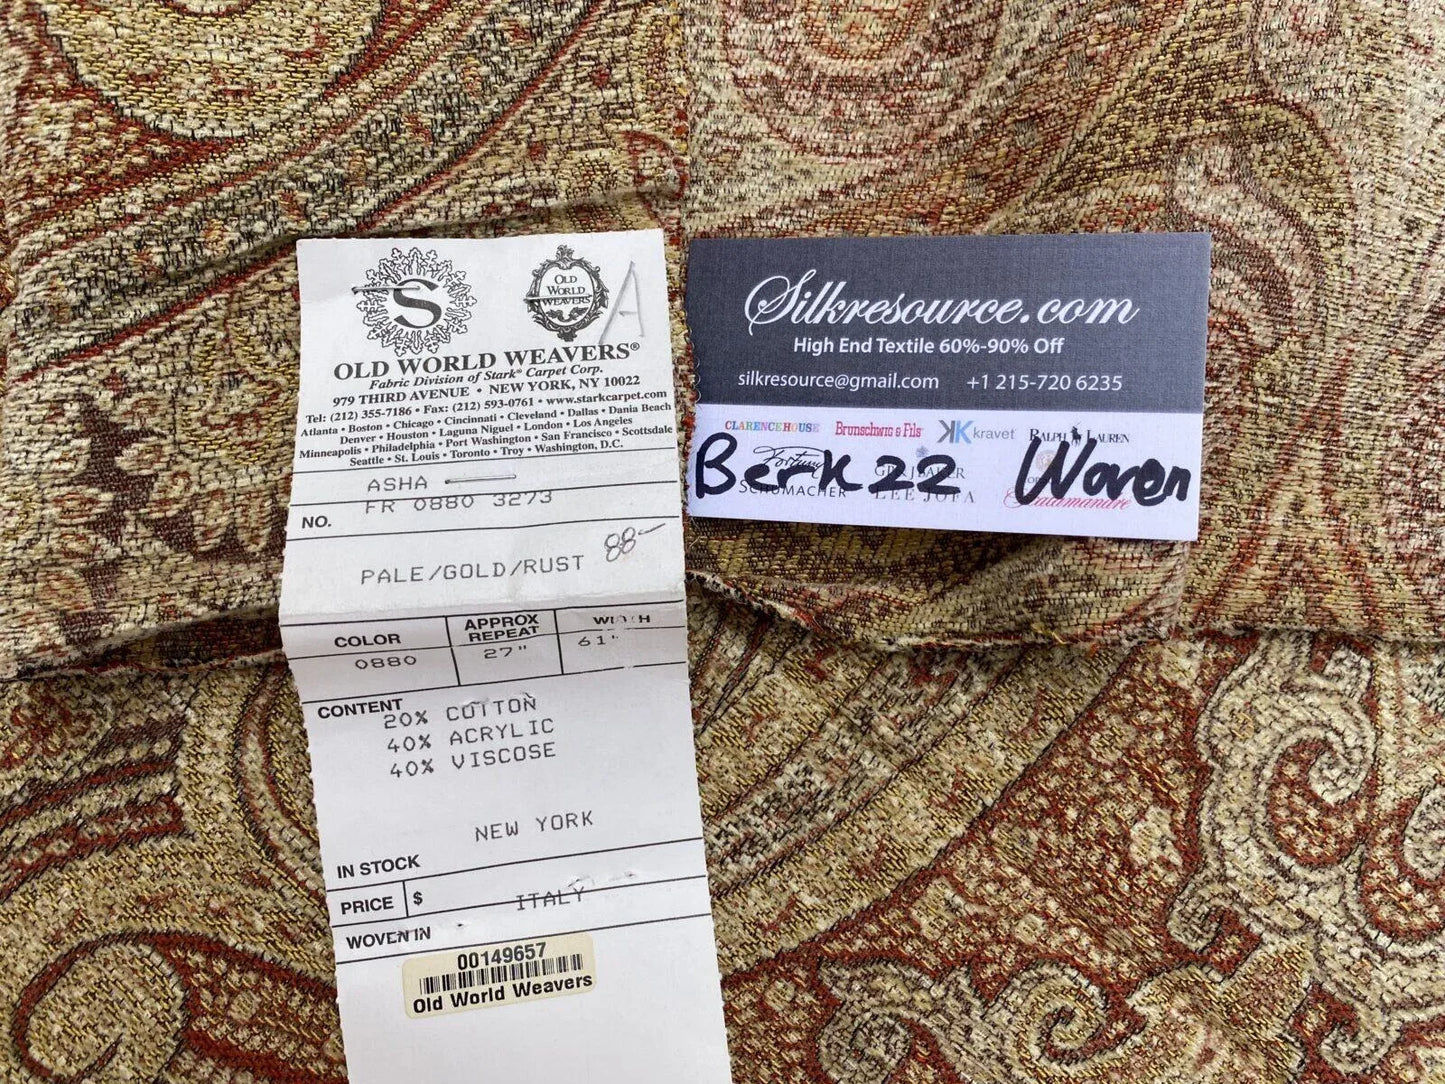 S
OLD
WORLD
WEAVERS
A
OLD WORLD WEAVERS®
Fabric Division of Stark® Carpet Corp.
979 THIRD AVENUE • NEW YORK, NY 10022
Tel: (212) 355-7186 • Fax: (212) 593-0761 • www.starkcarpet.com
Atlanta • Boston • Chicago • Cincinnati • Cleveland • Dallas • Dania Beach
Denver • Houston • Laguna Niguel • London • Los Angeles
Minneapolis • Philadelphia • Port Washington • San Francisco • Scottsdale
Seattle • St. Louis • Toronto • Troy • Washington, D.C.
ASHA
NO. FR 0880 3273
PALE/GOLD/RUST 88-
COLOR APPROX REPEAT WIDTH
0880 27" 61"
CONTENT 20% COTTON
40% ACRYLIC
40% VISCOSE
NEW YORK
IN STOCK
PRICE $ ITALY
WOVEN IN
00149657
Old World Weavers
Silkresource.com
High End Textile 60%-90% Off
silkresource@gmail.com +1 215-720 6235
CLARENCE HOUSE BRUNSCHWIG & FILS kravet RALPH LAUREN
Berk22 Woven
Fortuny
SCHUMACHER LEE JOFA Scalamandre